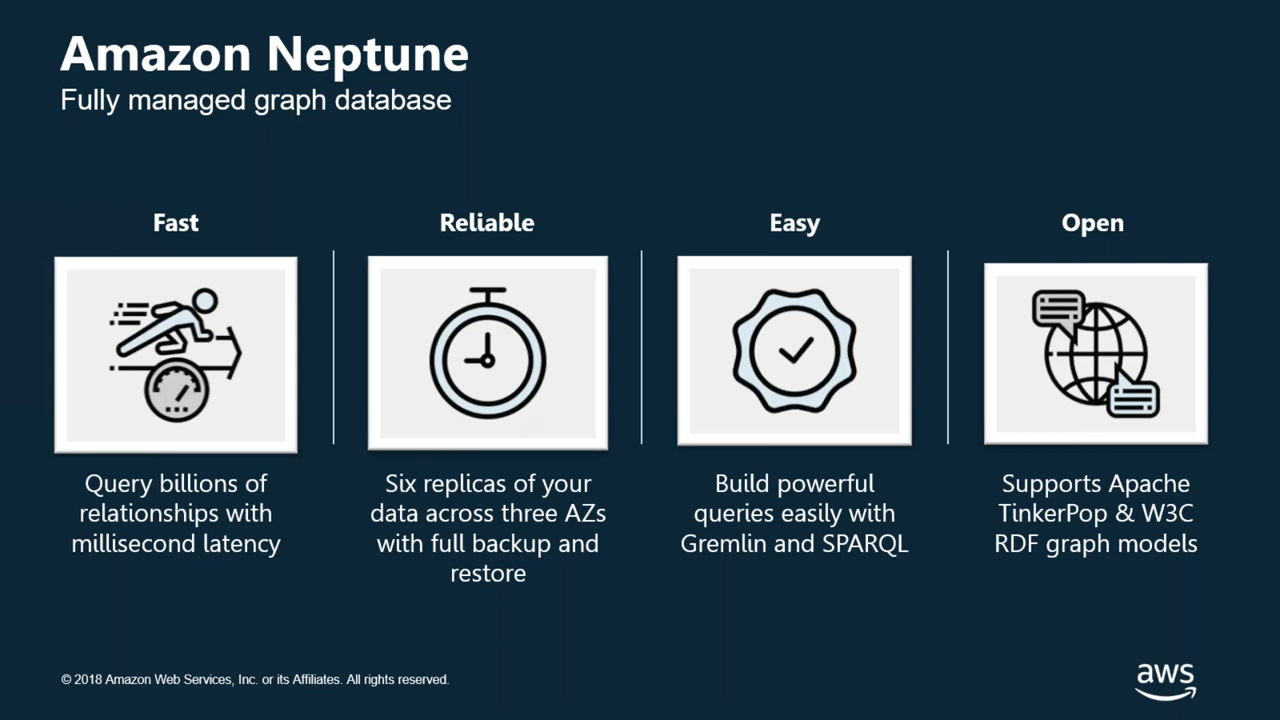 Amazon Neptune
Fully managed graph database
Fast
Query billions of
relationships with
millisecond latency
Reliable
Six replicas of your
data across three AZs
with full backup and
restore
Easy
Build powerful
queries easily with
Gremlin and SPARQL
Open
Supports Apache
TinkerPop & W3C
RDF graph models
© 2018 Amazon Web Services, Inc. or its Affiliates. All rights reserved.
aws